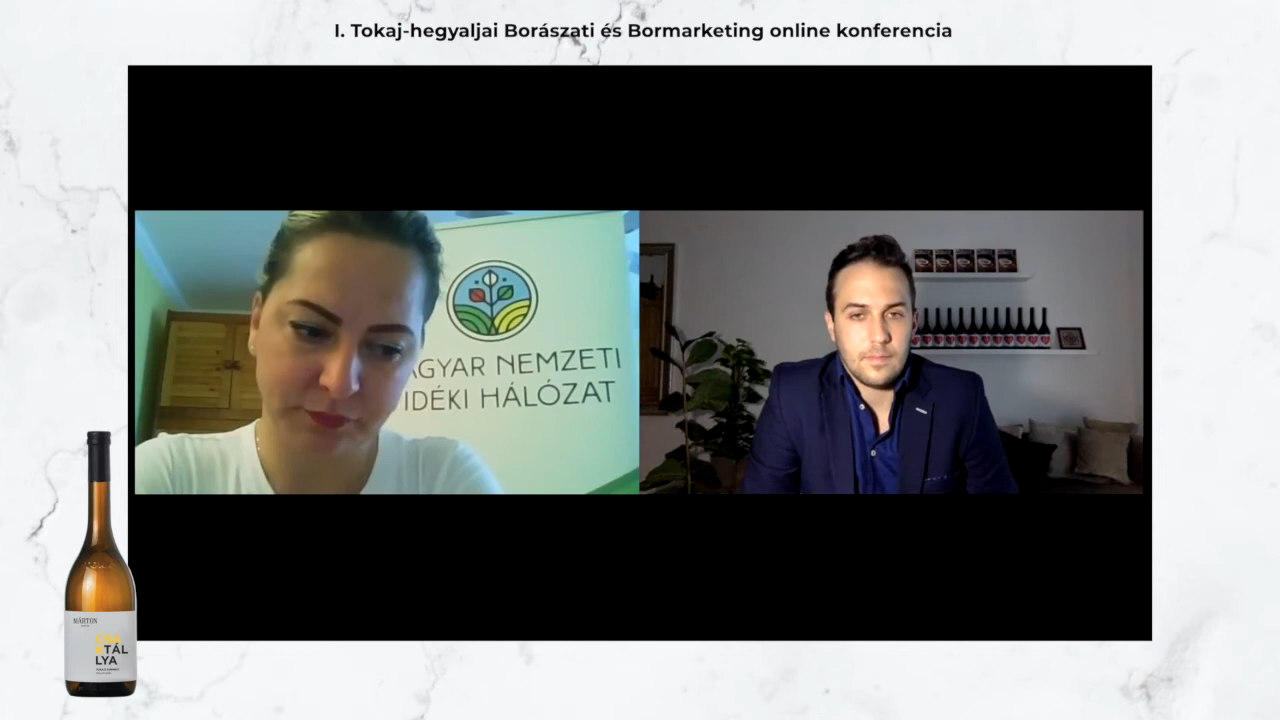 I. Tokaj-hegyaljai Borászati és Bormarketing online konferencia
AGYAR NEMZETI
IDÉKI HÁLÓZAT
MÁRTON
TÁL
LYA